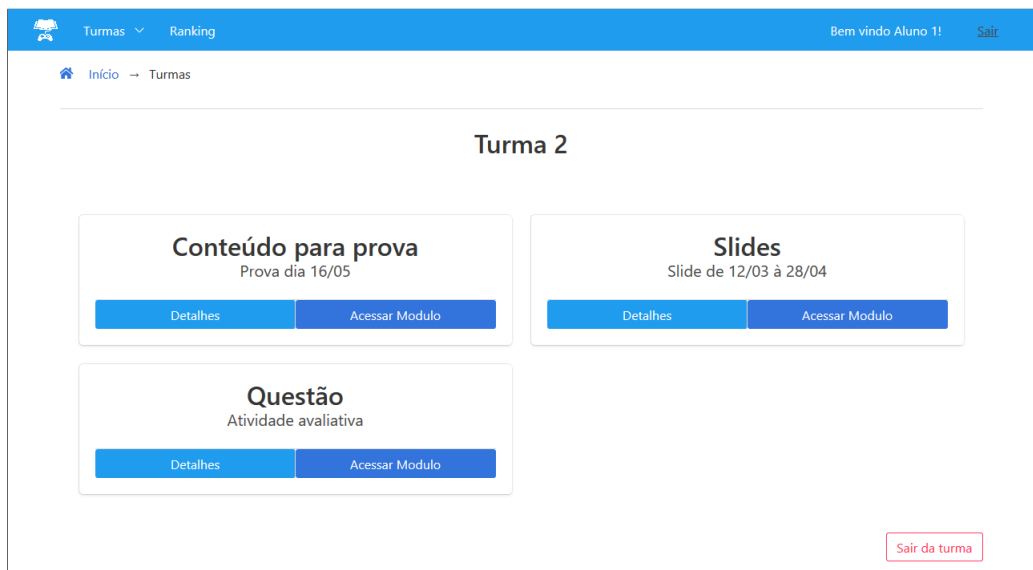 Turmas Ranking Bem vindo Aluno 1! Sair
Início → Turmas
Turma 2
Conteúdo para prova
Prova dia 16/05
Detalhes Acessar Modulo
Slides
Slide de 12/03 à 28/04
Detalhes Acessar Modulo
Questão
Atividade avaliativa
Detalhes Acessar Modulo
Sair da turma